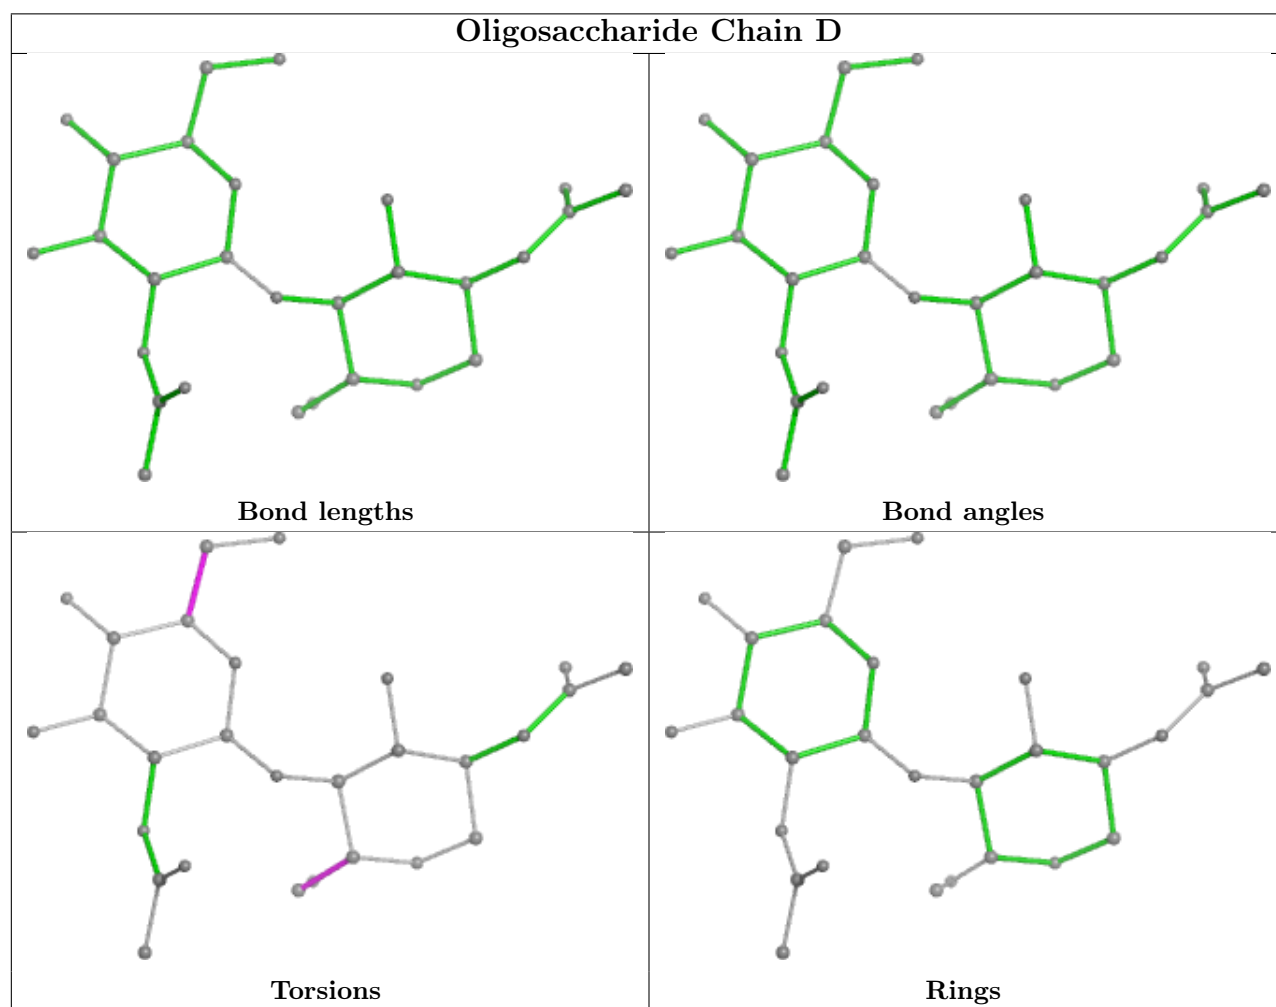 Oligosaccharide Chain D
Bond lengths
Bond angles
Torsions
Rings